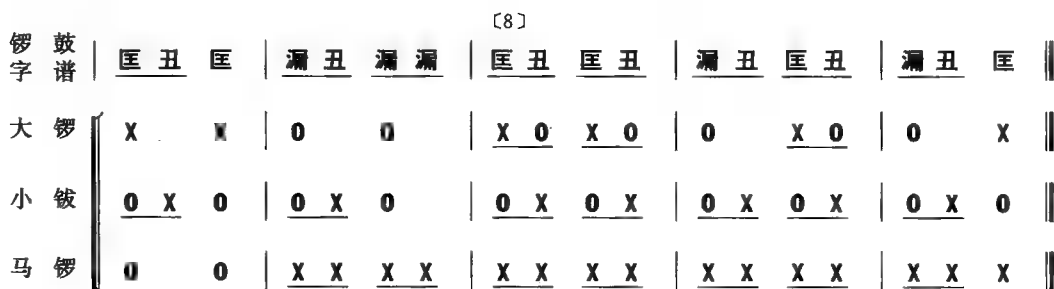 〔8〕
锣鼓字谱 | 匡 丑 匡 | 漏 丑 漏 漏 | 匡 丑 匡 丑 | 漏 丑 匡 丑 | 漏 丑 匡 ‖
大锣 X X | 0 0 | X 0 X 0 | 0 X 0 | 0 X ‖
小钹 0 X 0 | 0 X 0 | 0 X 0 X | 0 X 0 X | 0 X 0 ‖
马锣 0 0 | X X X X | X X X X | X X X X | X X X ‖